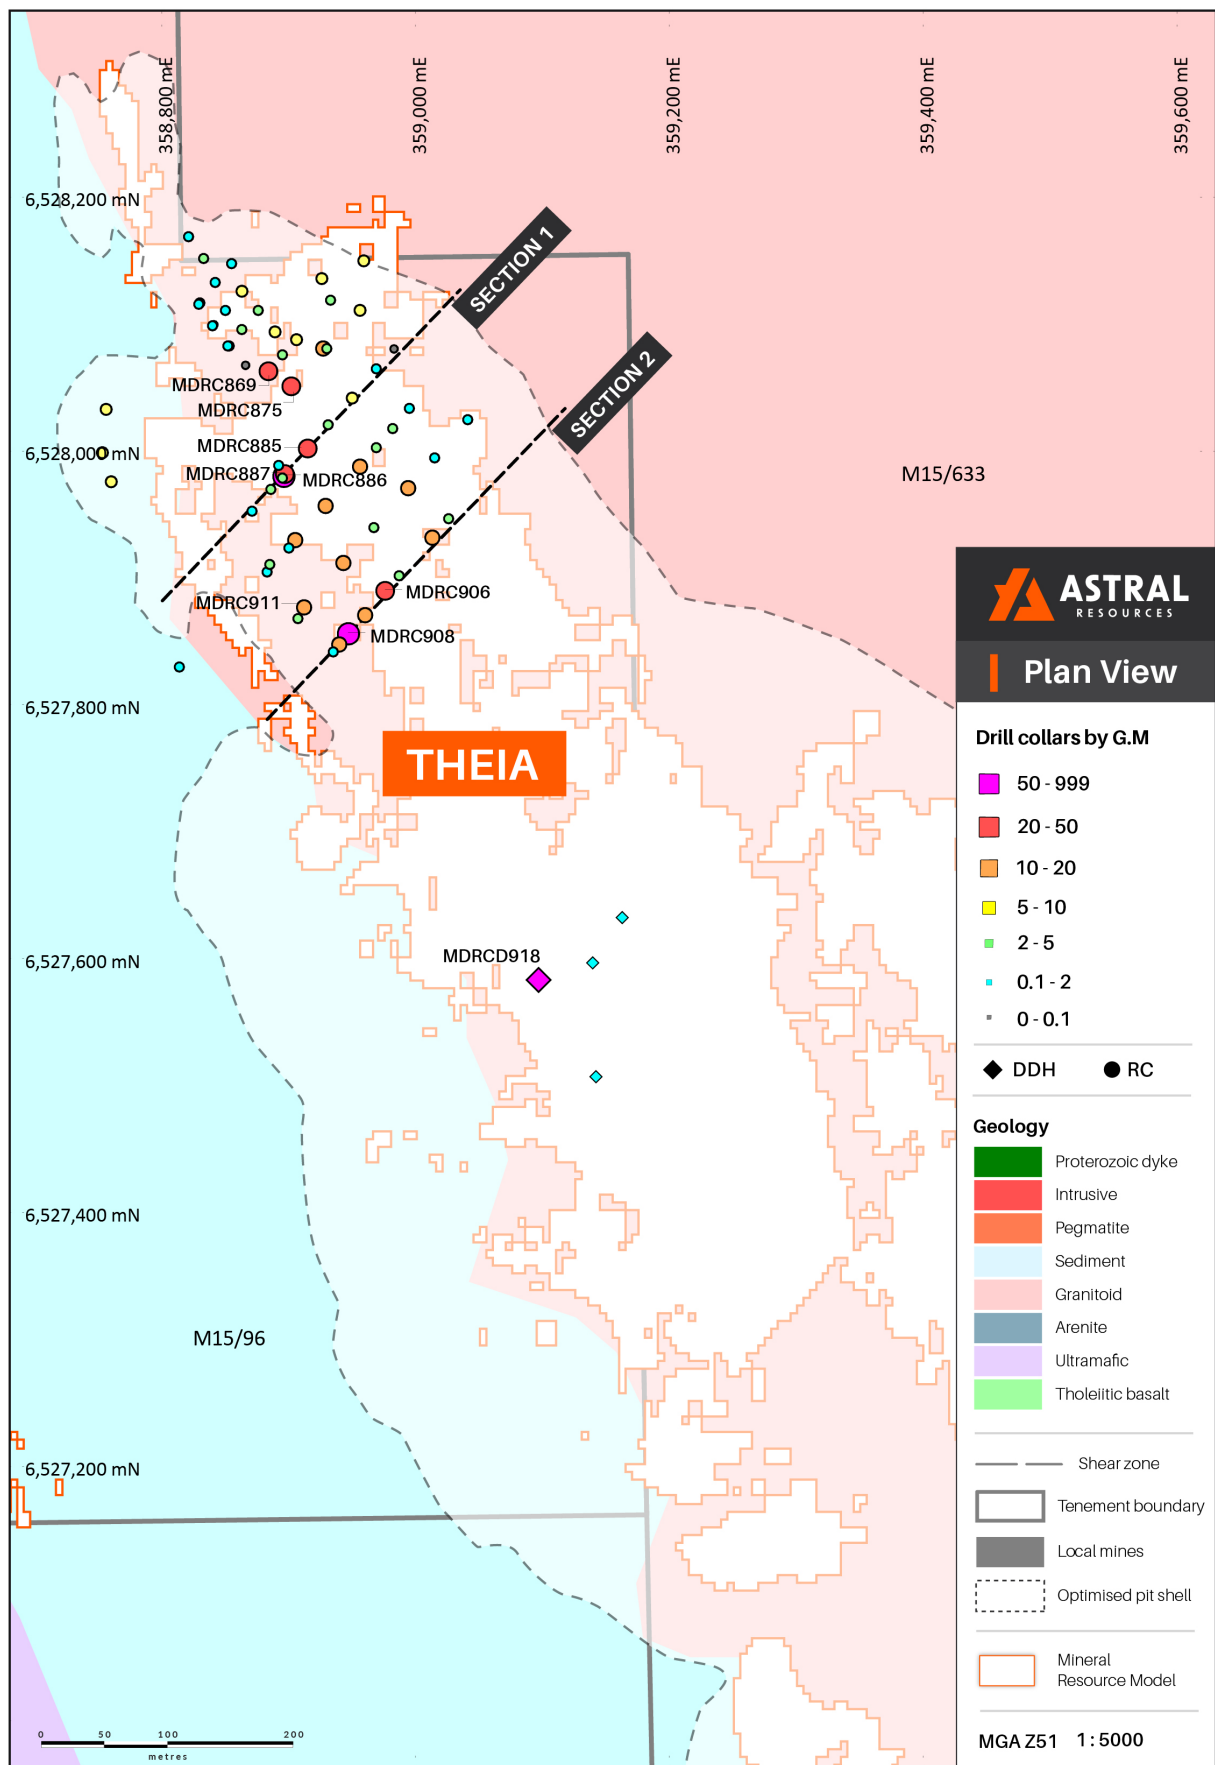 358,800 mE
359,000 mE
359,200 mE
359,400 mE
359,600 mE
6,528,200 mN
SECTION 1
SECTION 2
MDRC869
MDRC875
MDRC885
6,528,000 mN
MDRC887
MDRC886
M15/633
MDRC911
MDRC906
MDRC908
6,527,800 mN
THEIA
MDRCD918
6,527,600 mN
6,527,400 mN
M15/96
6,527,200 mN
0 50 100 200
metres
ASTRAL
RESOURCES
Plan View
Drill collars by G.M
50 - 999
20 - 50
10 - 20
5 - 10
2 - 5
0.1 - 2
0 - 0.1
DDH RC
Geology
Proterozoic dyke
Intrusive
Pegmatite
Sediment
Granitoid
Arenite
Ultramafic
Tholeiitic basalt
Shear zone
Tenement boundary
Local mines
Optimised pit shell
Mineral
Resource Model
MGA Z51 1 : 5000